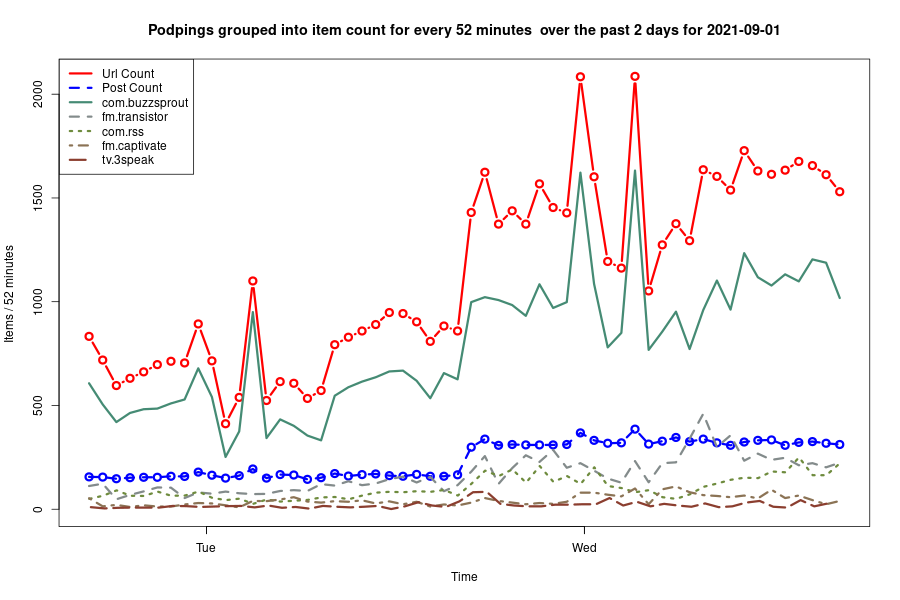 Podpings grouped into item count for every 52 minutes  over the past 2 days for 2021-09-01
Url Count
Post Count
com.buzzsprout
fm.transistor
com.rss
fm.captivate
tv.3speak
Items / 52 minutes
2000
1500
1000
500
0
Tue
Wed
Time